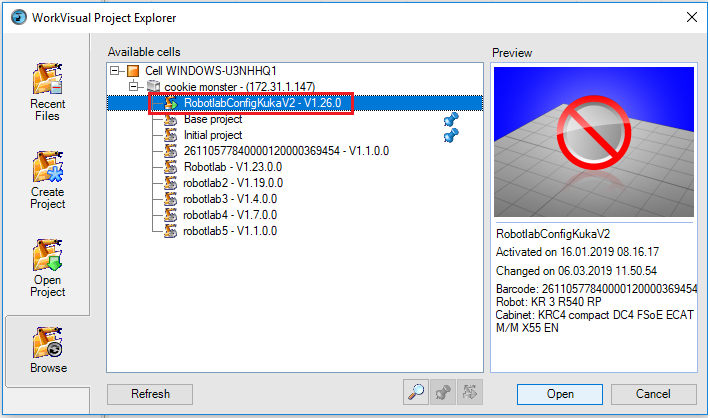 WorkVisual Project Explorer
Recent
Files
Create
Project
Open
Project
Browse
Available cells
Cell WINDOWS-U3NHHQ1
cookie monster - (172.31.1.147)
RobotlabConfigKukaV2 - V1.26.0
Base project
Initial project
26110577840000120000369454 - V1.1.0.0
Robotlab - V1.23.0.0
robotlab2 - V1.19.0.0
robotlab3 - V1.4.0.0
robotlab4 - V1.7.0.0
robotlab5 - V1.1.0.0
Preview
RobotlabConfigKukaV2
Activated on 16.01.2019 08.16.17
Changed on 06.03.2019 11.50.54
Barcode: 26110577840000120000369454
Robot: KR 3 R540 RP
Cabinet: KRC4 compact DC4 FSoE ECAT
M/M X55 EN
Refresh
Open
Cancel